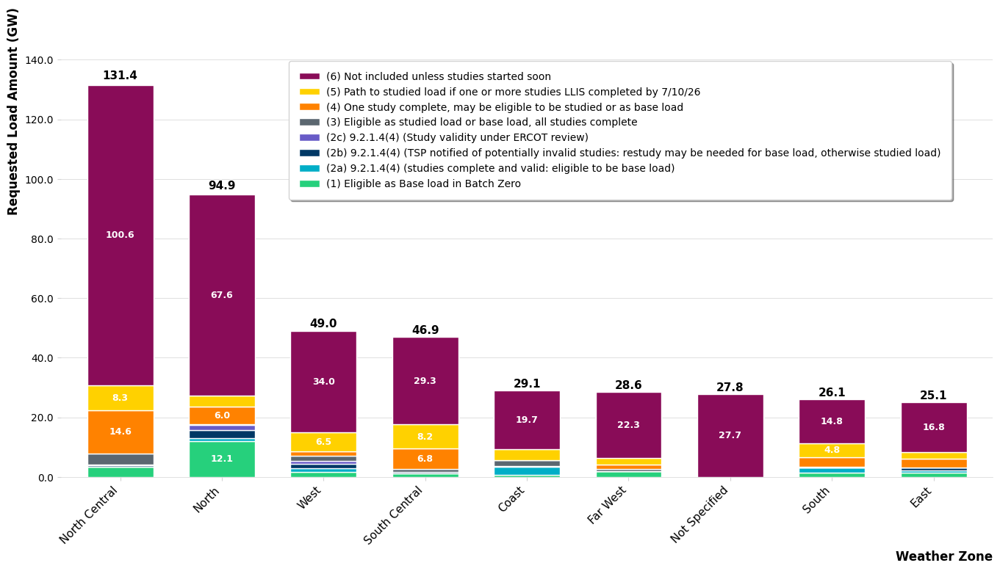 Requested Load Amount (GW)
140.0
120.0
100.0
80.0
60.0
40.0
20.0
0.0
(6) Not included unless studies started soon
(5) Path to studied load if one or more studies LLIS completed by 7/10/26
(4) One study complete, may be eligible to be studied or as base load
(3) Eligible as studied load or base load, all studies complete
(2c) 9.2.1.4(4) (Study validity under ERCOT review)
(2b) 9.2.1.4(4) (TSP notified of potentially invalid studies: restudy may be needed for base load, otherwise studied load)
(2a) 9.2.1.4(4) (studies complete and valid: eligible to be base load)
(1) Eligible as Base load in Batch Zero
131.4
100.6
8.3
14.6
94.9
67.6
6.0
12.1
49.0
34.0
6.5
46.9
29.3
8.2
6.8
29.1
19.7
28.6
22.3
27.8
27.7
26.1
14.8
4.8
25.1
16.8
North Central
North
West
South Central
Coast
Far West
Not Specified
South
East
Weather Zone